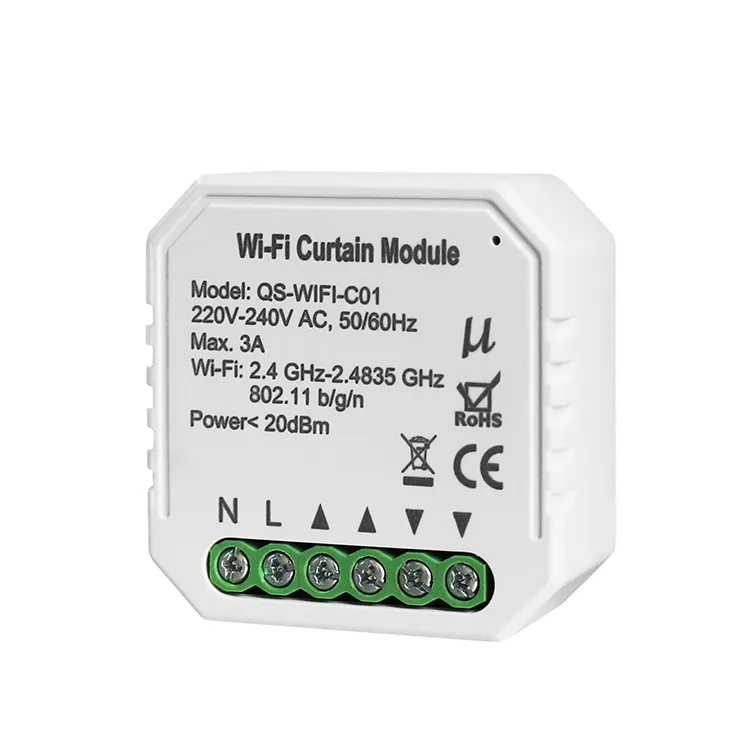 Wi-Fi Curtain Module
Model: QS-WIFI-C01
220V-240V AC, 50/60Hz
Max. 3A
Wi-Fi: 2.4 GHz-2.4835 GHz
802.11 b/g/n
Power< 20dBm
μ
RoHS
CE
N L ▲ ▲ ▼ ▼